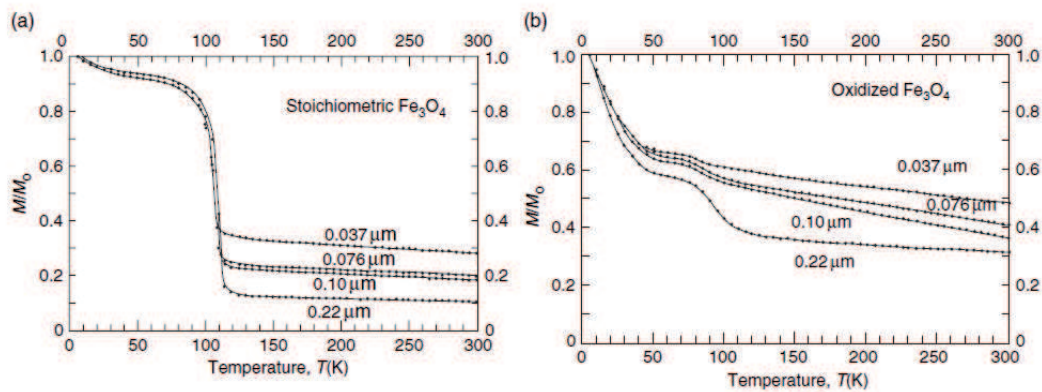 (a)
0 50 100 150 200 250 300
1.0 1.0
0.8 0.8
0.6 0.6
0.4 0.4
0.2 0.2
0 0
Stoichiometric Fe₃O₄
0.037 μm
0.076 μm
0.10 μm
0.22 μm
M/Mₒ
0 50 100 150 200 250 300
Temperature, T(K)
(b)
0 50 100 150 200 250 300
1.0 1.0
0.8 0.8
0.6 0.6
0.4 0.4
0.2 0.2
0 0
Oxidized Fe₃O₄
0.037 μm
0.076 μm
0.10 μm
0.22 μm
M/Mₒ
0 50 100 150 200 250 300
Temperature, T(K)